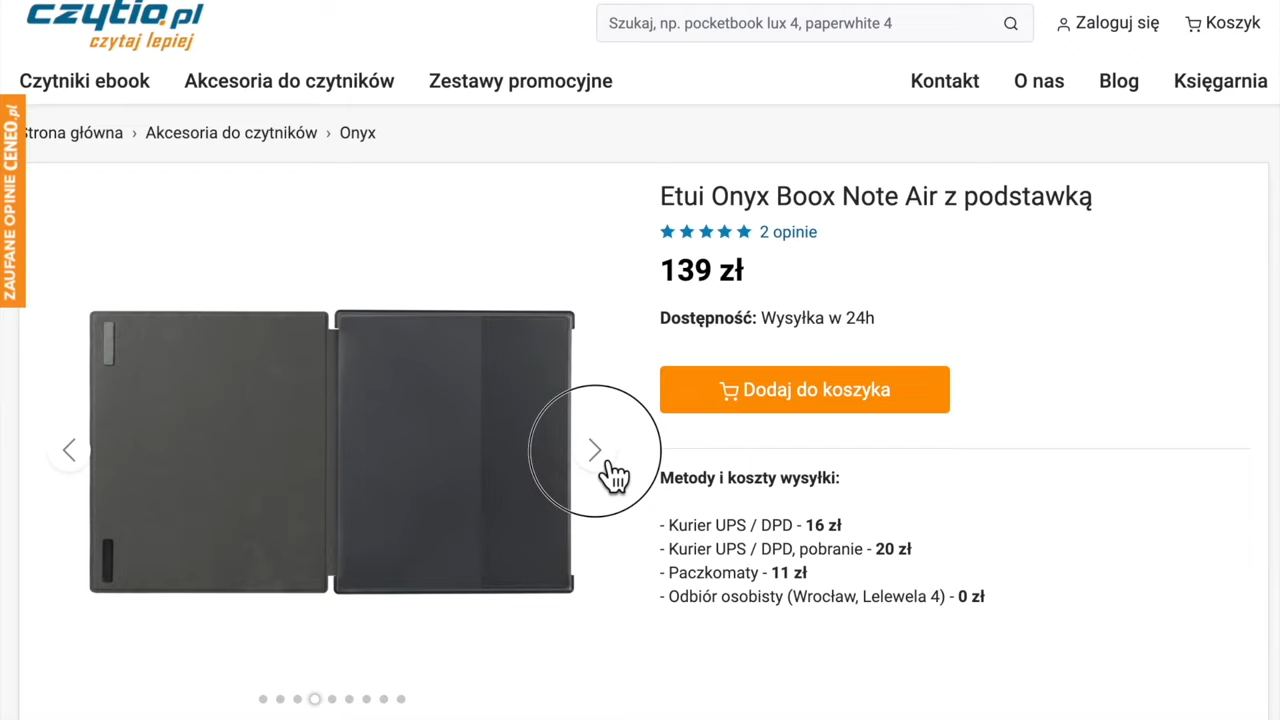 czytio.pl
czytaj lepiej
Szukaj, np. pocketbook lux 4, paperwhite 4
Zaloguj się
Koszyk
Czytniki ebook
Akcesoria do czytników
Zestawy promocyjne
Kontakt
O nas
Blog
Księgarnia
ZAUFANE OPINIE CENEO.pl
Strona główna › Akcesoria do czytników › Onyx
Etui Onyx Boox Note Air z podstawką
2 opinie
139 zł
Dostępność: Wysyłka w 24h
Dodaj do koszyka
Metody i koszty wysyłki:
- Kurier UPS / DPD - 16 zł
- Kurier UPS / DPD, pobranie - 20 zł
- Paczkomaty - 11 zł
- Odbiór osobisty (Wrocław, Lelewela 4) - 0 zł